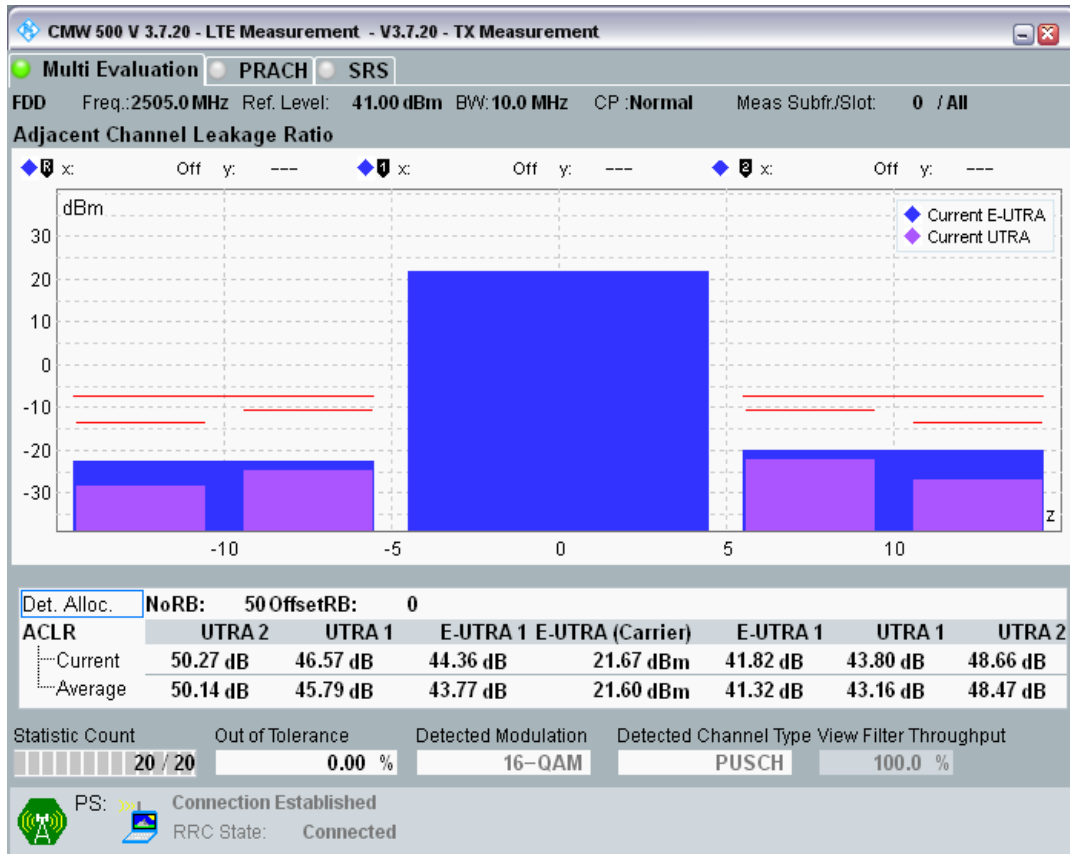 CMW 500 V 3.7.20 - LTE Measurement - V3.7.20 - TX Measurement
Multi Evaluation PRACH SRS
FDD Freq.:2505.0 MHz Ref. Level: 41.00 dBm BW:10.0 MHz CP :Normal Meas Subfr./Slot: 0 / All
Adjacent Channel Leakage Ratio
R x: Off y: --- 1 x: Off y: --- 2 x: Off y: ---
dBm
Current E-UTRA
Current UTRA
30
20
10
0
-10
-20
-30
z
-10 -5 0 5 10
Det. Alloc. NoRB: 50 OffsetRB: 0
ACLR UTRA 2 UTRA 1 E-UTRA 1 E-UTRA (Carrier) E-UTRA 1 UTRA 1 UTRA 2
Current 50.27 dB 46.57 dB 44.36 dB 21.67 dBm 41.82 dB 43.80 dB 48.66 dB
Average 50.14 dB 45.79 dB 43.77 dB 21.60 dBm 41.32 dB 43.16 dB 48.47 dB
Statistic Count Out of Tolerance Detected Modulation Detected Channel Type View Filter Throughput
20 / 20 0.00 % 16-QAM PUSCH 100.0 %
PS: Connection Established
RRC State: Connected